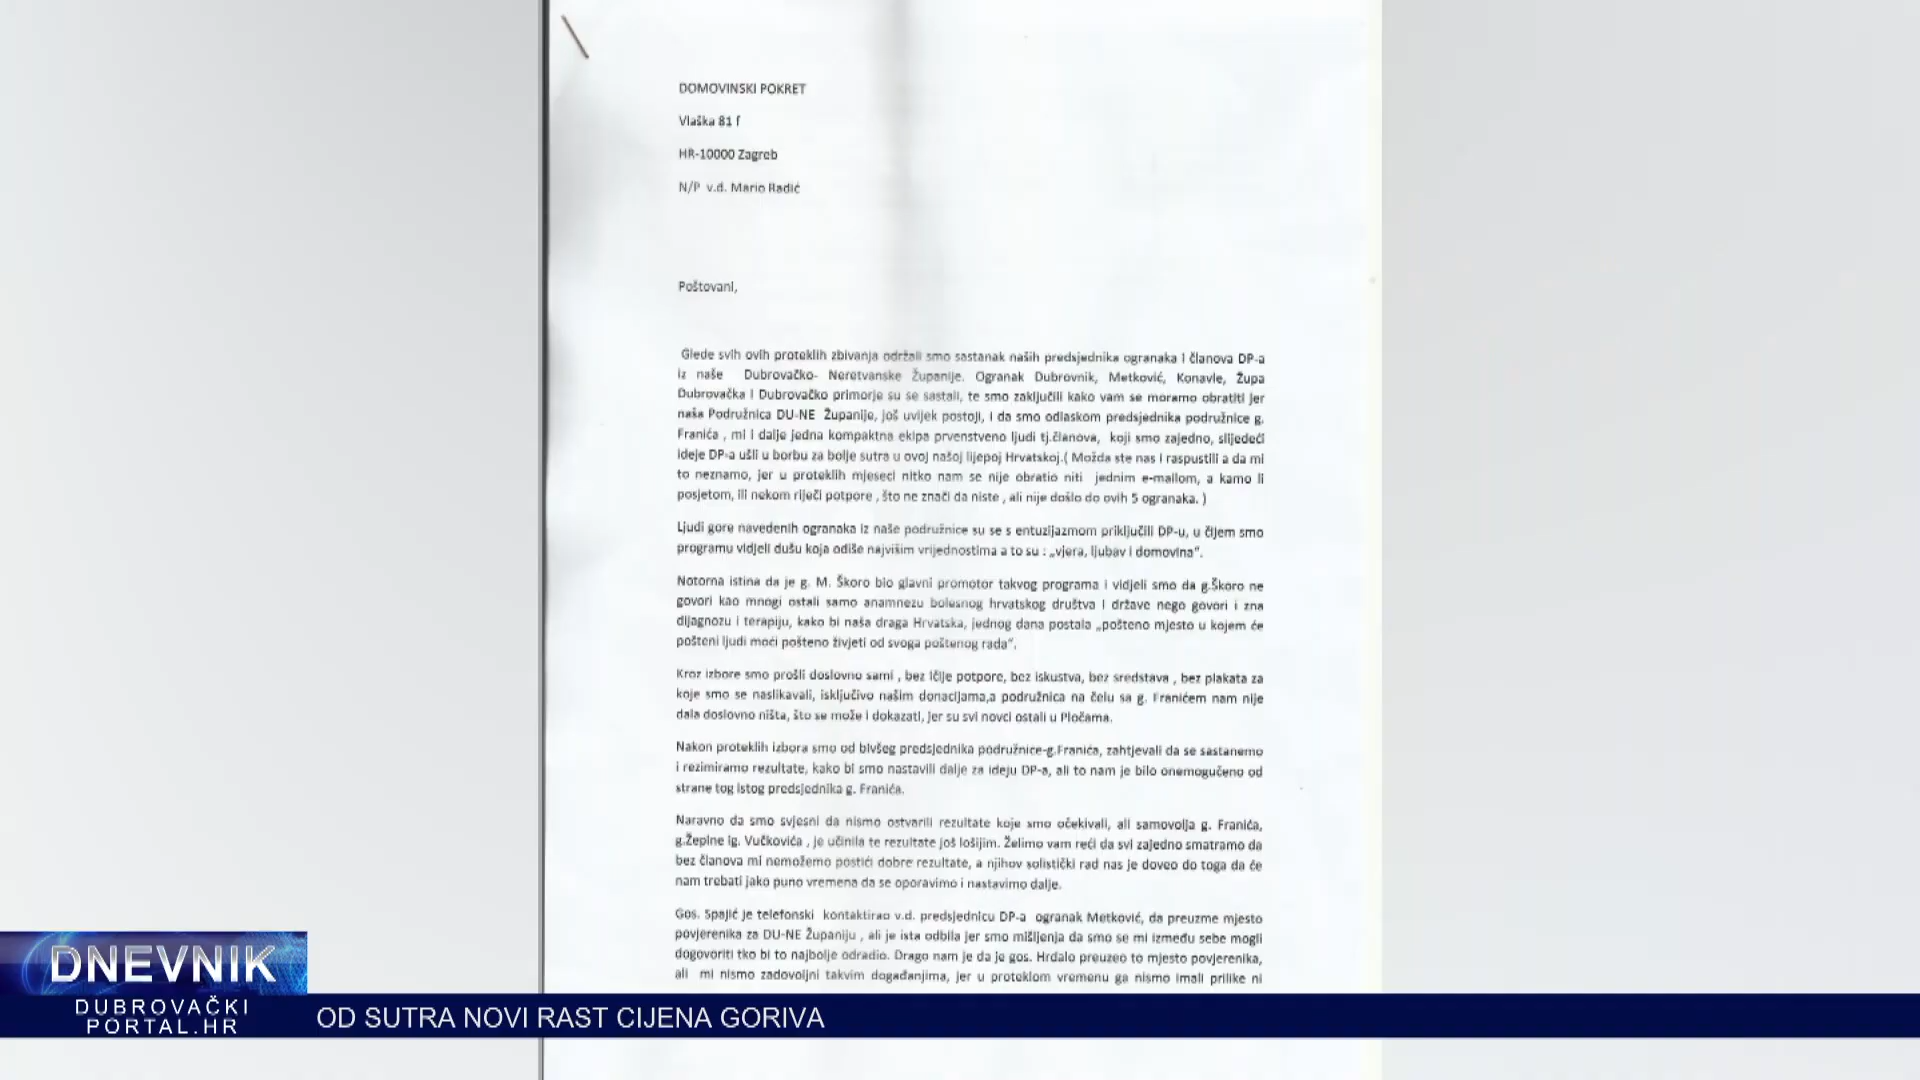 DOMOVINSKI POKRET
Vlaška 81 f
HR-10000 Zagreb
N/P v.d. Mario Radić
Poštovani,
Glede svih ovih proteklih zbivanja održali smo sastanak naših predsjednika ogranaka i članova DP-a
iz naše Dubrovačko- Neretvanske Županije. Ogranak Dubrovnik, Metković, Konavle, Župa
Dubrovačka i Dubrovačko primorje su se sastali, te smo zaključili kako vam se moramo obratiti jer
naša Podružnica DU-NE Županije, još uvijek postoji, i da smo odlaskom predsjednika podružnice g.
Franića , mi i dalje jedna kompaktna ekipa prvenstveno ljudi tj.članova, koji smo zajedno, slijedeći
ideje DP-a ušli u borbu za bolje sutra u ovoj našoj lijepoj Hrvatskoj.( Možda ste nas i raspustili a da mi
to neznamo, jer u proteklih mjeseci nitko nam se nije obratio niti jednim e-mailom, a kamo li
posjetom, ili nekom riječi potpore , što ne znači da niste , ali nije došlo do ovih 5 ogranaka. )
Ljudi gore navedenih ogranaka iz naše podružnice su se s entuzijazmom priključili DP-u, u čijem smo
programu vidjeli dušu koja odiše najvišim vrijednostima a to su : „vjera, ljubav i domovina“.
Notorna istina da je g. M. Škoro bio glavni promotor takvog programa i vidjeli smo da g.Škoro ne
govori kao mnogi ostali samo anamnezu bolesnog hrvatskog društva i države nego govori i zna
dijagnozu i terapiju, kako bi naša draga Hrvatska, jednog dana postala „pošteno mjesto u kojem će
pošteni ljudi moći pošteno živjeti od svoga poštenog rada“.
Kroz izbore smo prošli doslovno sami , bez ičije potpore, bez iskustva, bez sredstava , bez plakata za
koje smo se naslikavali, isključivo našim donacijama,a podružnica na čelu sa g. Franićem nam nije
dala doslovno ništa, što se može i dokazati, jer su svi novci ostali u Pločama.
Nakon proteklih izbora smo od bivšeg predsjednika podružnice-g.Franića, zahtjevali da se sastanemo
i rezimiramo rezultate, kako bi smo nastavili dalje za ideju DP-a, ali to nam je bilo onemogučeno od
strane tog istog predsjednika g. Franića.
Naravno da smo svjesni da nismo ostvarili rezultate koje smo očekivali, ali samovolja g. Franića,
g.Žepine ig. Vučkovića , je učinila te rezultate još lošijim. Želimo vam reći da svi zajedno smatramo da
bez članova mi nemožemo postići dobre rezultate, a njihov solistički rad nas je doveo do toga da će
nam trebati jako puno vremena da se oporavimo i nastavimo dalje.
Gos. Spajić je telefonski kontaktirao v.d. predsjednicu DP-a ogranak Metković, da preuzme mjesto
povjerenika za DU-NE Županiju , ali je ista odbila jer smo mišljenja da smo se mi između sebe mogli
dogovoriti tko bi to najbolje odradio. Drago nam je da je gos. Hrdalo preuzeo to mjesto povjerenika,
ali mi nismo zadovoljni takvim događanjima, jer u proteklom vremenu ga nismo imali prilike ni
DNEVNIK
DUBROVAČKI
PORTAL.HR
OD SUTRA NOVI RAST CIJENA GORIVA